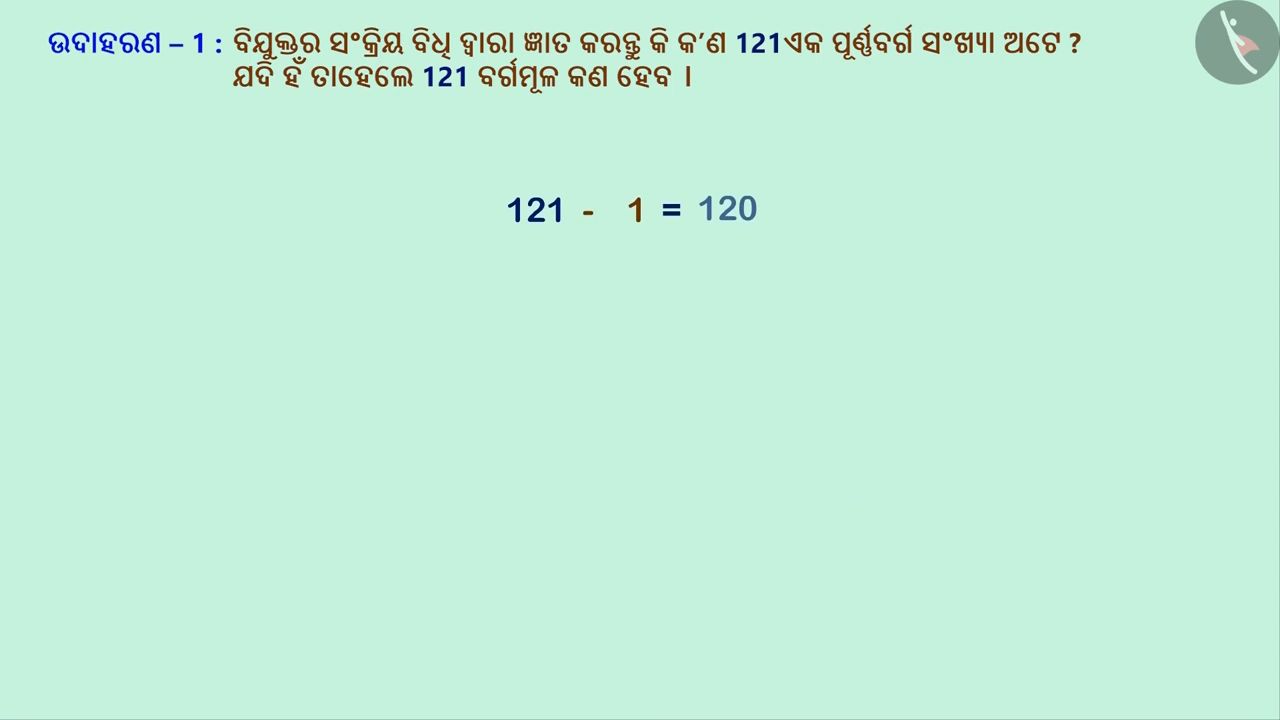 ଉଦାହରଣ – 1 : ବିଯୁକ୍ତର ସଂକ୍ରିୟ ବିଧି ଦ୍ୱାରା ଜ୍ଞାତ କରନ୍ତୁ କି କ'ଣ 121ଏକ ପୂର୍ଣ୍ଣବର୍ଗ ସଂଖ୍ୟା ଅଟେ ?
ଯଦି ହଁ ତାହେଲେ 121 ବର୍ଗମୂଳ କଣ ହେବ ।
121 - 1 = 120